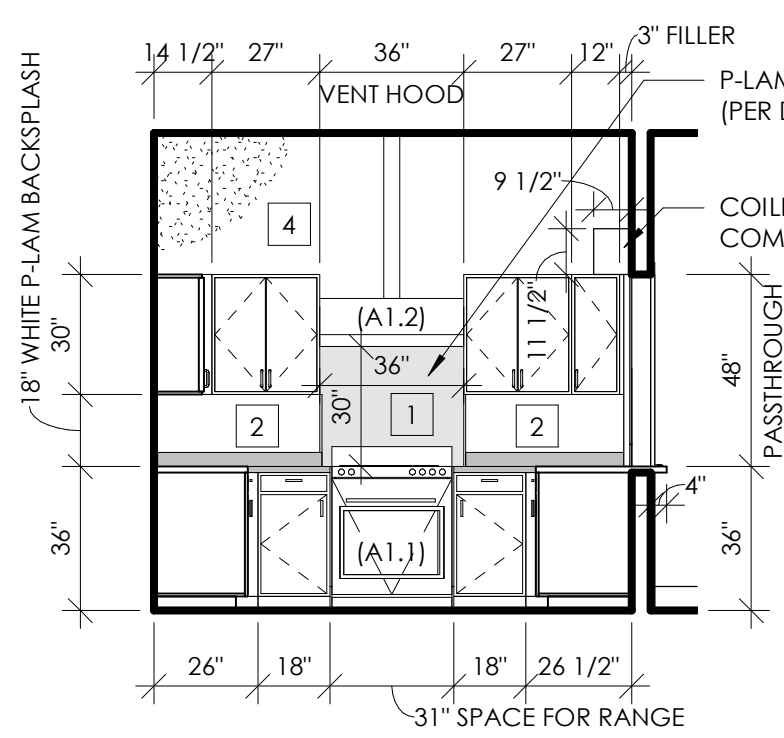 3" FILLER
14 1/2"
27"
36"
27"
12"
P-LAM
VENT HOOD
(PER
9 1/2"
COIL
COM
4
18" WHITE P-LAM BACKSPLASH
30"
(A1.2)
11 1/2"
36"
48"
PASSTHROUGH
30"
1
2
2
4"
36"
(A1.1)
36"
26"
18"
18"
26 1/2"
31" SPACE FOR RANGE